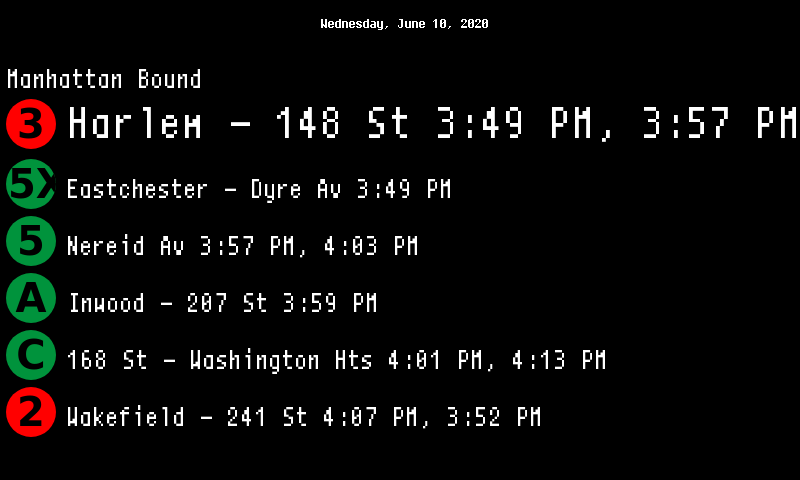 Wednesday, June 10, 2020
Manhattan Bound
3 Harlem - 148 St 3:49 PM, 3:57 PM
5X Eastchester - Dyre Av 3:49 PM
5 Nereid Av 3:57 PM, 4:03 PM
A Inwood - 207 St 3:59 PM
C 168 St - Washington Hts 4:01 PM, 4:13 PM
2 Wakefield - 241 St 4:07 PM, 3:52 PM